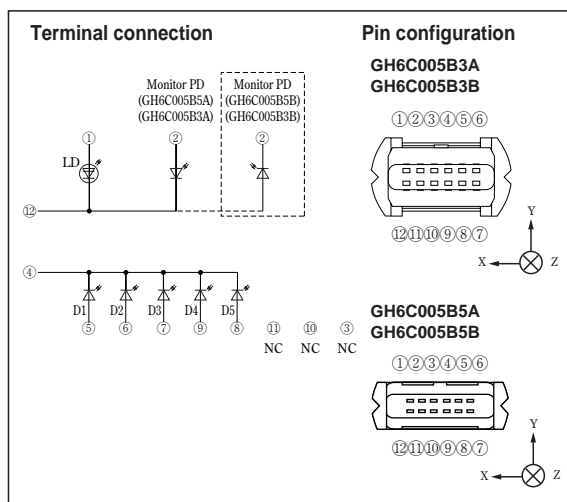 Terminal connection
Pin configuration
Monitor PD
(GH6C005B5A)
(GH6C005B3A)
Monitor PD
(GH6C005B5B)
(GH6C005B3B)
① ② ②
LD
⑫
④
D1 D2 D3 D4 D5
⑤ ⑥ ⑦ ⑨ ⑧
⑪ ⑩ ③
NC NC NC
GH6C005B3A
GH6C005B3B
①②③④⑤⑥
⑫⑪⑩⑨⑧⑦
Y
X Z
GH6C005B5A
GH6C005B5B
①②③④⑤⑥
⑫⑪⑩⑨⑧⑦
Y
X Z